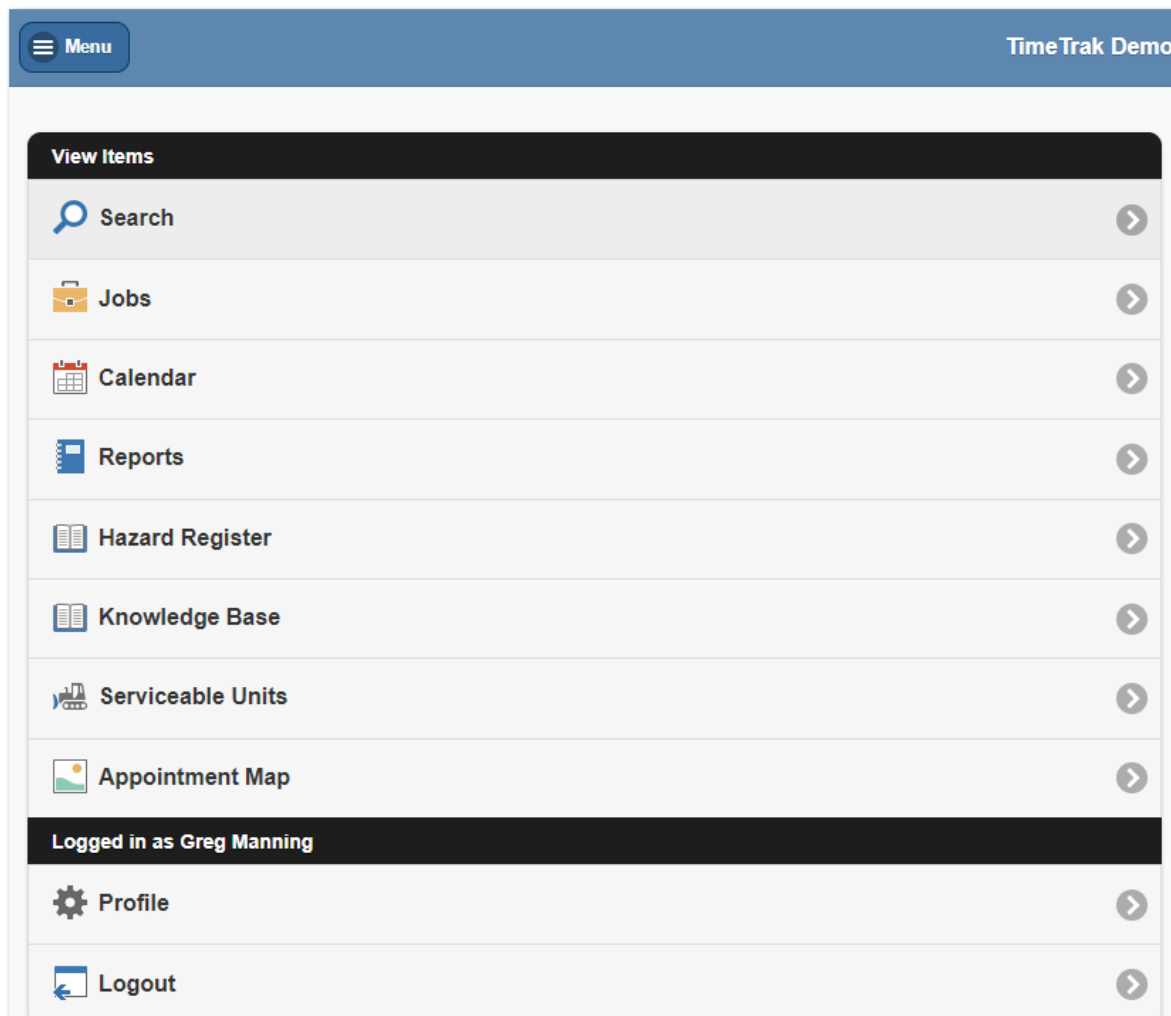 Menu
TimeTrak Demo
View Items
Search
Jobs
Calendar
Reports
Hazard Register
Knowledge Base
Serviceable Units
Appointment Map
Logged in as Greg Manning
Profile
Logout